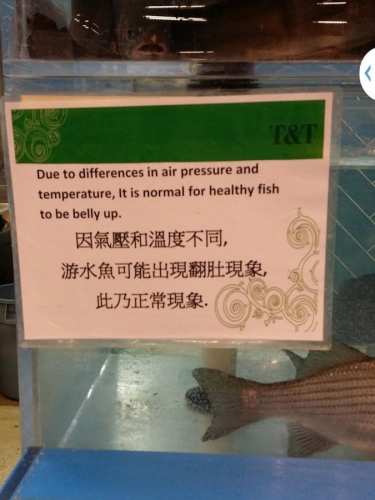 T&T
Due to differences in air pressure and
temperature, It is normal for healthy fish
to be belly up.
因氣壓和溫度不同,
游水魚可能出現翻肚現象,
此乃正常現象.